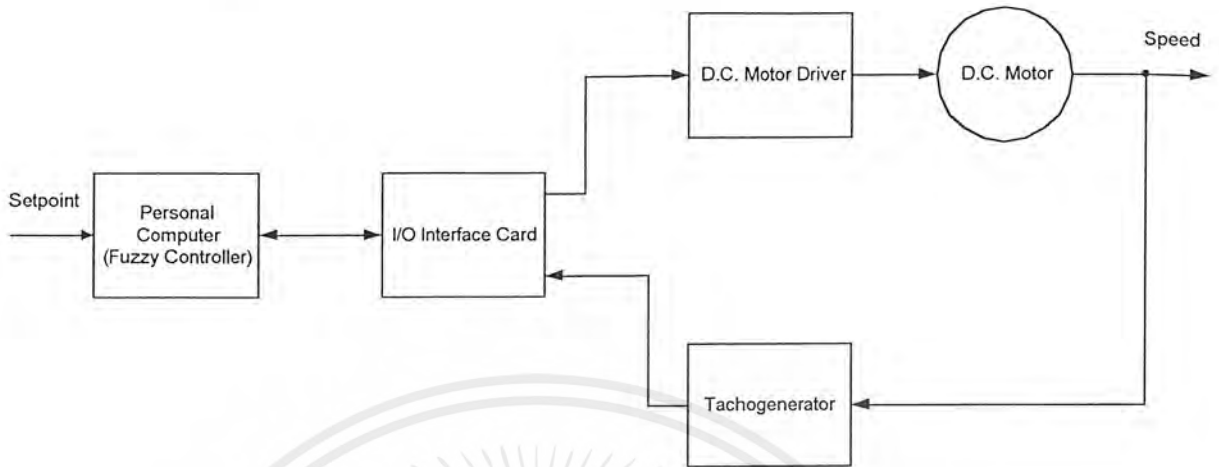 Speed
D.C. Motor Driver
D.C. Motor
Setpoint
Personal
Computer
(Fuzzy Controller)
I/O Interface Card
Tachogenerator